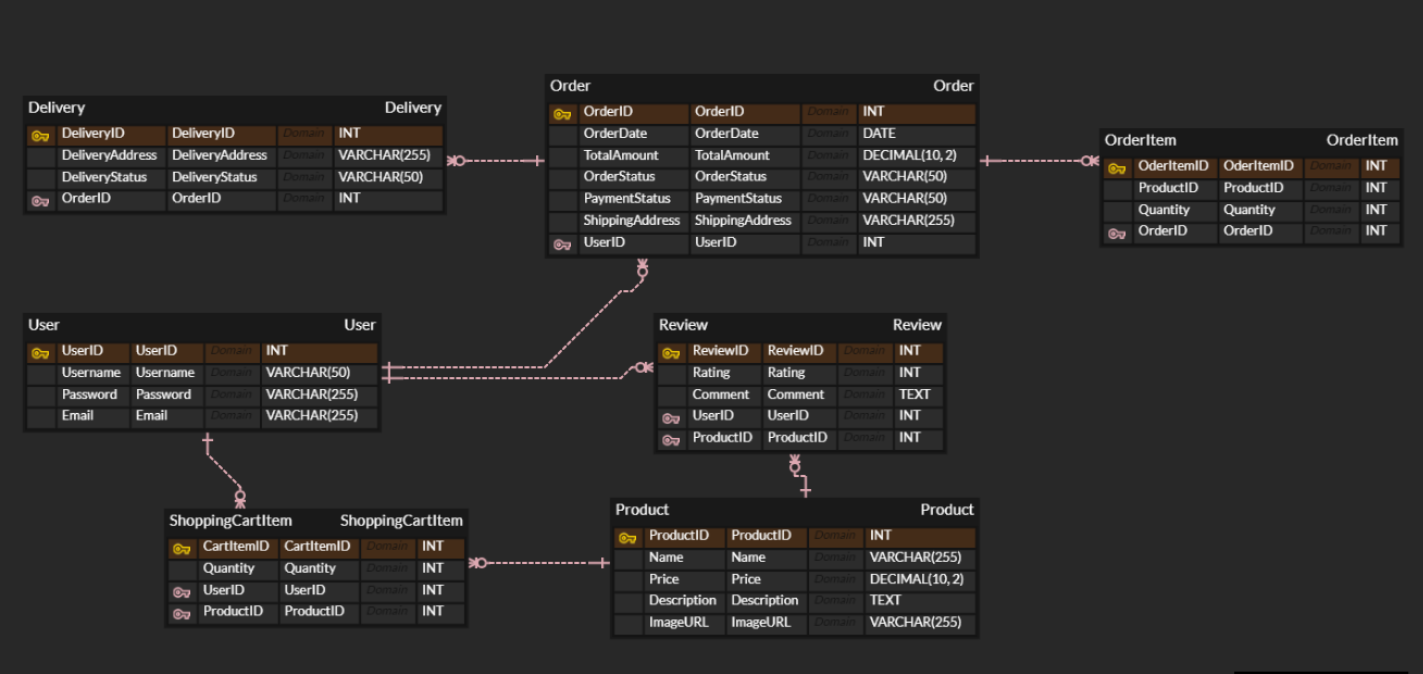 Delivery Delivery
DeliveryID DeliveryID Domain INT
DeliveryAddress DeliveryAddress Domain VARCHAR(255)
DeliveryStatus DeliveryStatus Domain VARCHAR(50)
OrderID OrderID Domain INT
Order Order
OrderID OrderID Domain INT
OrderDate OrderDate Domain DATE
TotalAmount TotalAmount Domain DECIMAL(10, 2)
OrderStatus OrderStatus Domain VARCHAR(50)
PaymentStatus PaymentStatus Domain VARCHAR(50)
ShippingAddress ShippingAddress Domain VARCHAR(255)
UserID UserID Domain INT
OrderItem OrderItem
OderItemID OderItemID Domain INT
ProductID ProductID Domain INT
Quantity Quantity Domain INT
OrderID OrderID Domain INT
User User
UserID UserID Domain INT
Username Username Domain VARCHAR(50)
Password Password Domain VARCHAR(255)
Email Email Domain VARCHAR(255)
Review Review
ReviewID ReviewID Domain INT
Rating Rating Domain INT
Comment Comment Domain TEXT
UserID UserID Domain INT
ProductID ProductID Domain INT
ShoppingCartItem ShoppingCartItem
CartItemID CartItemID Domain INT
Quantity Quantity Domain INT
UserID UserID Domain INT
ProductID ProductID Domain INT
Product Product
ProductID ProductID Domain INT
Name Name Domain VARCHAR(255)
Price Price Domain DECIMAL(10, 2)
Description Description Domain TEXT
ImageURL ImageURL Domain VARCHAR(255)